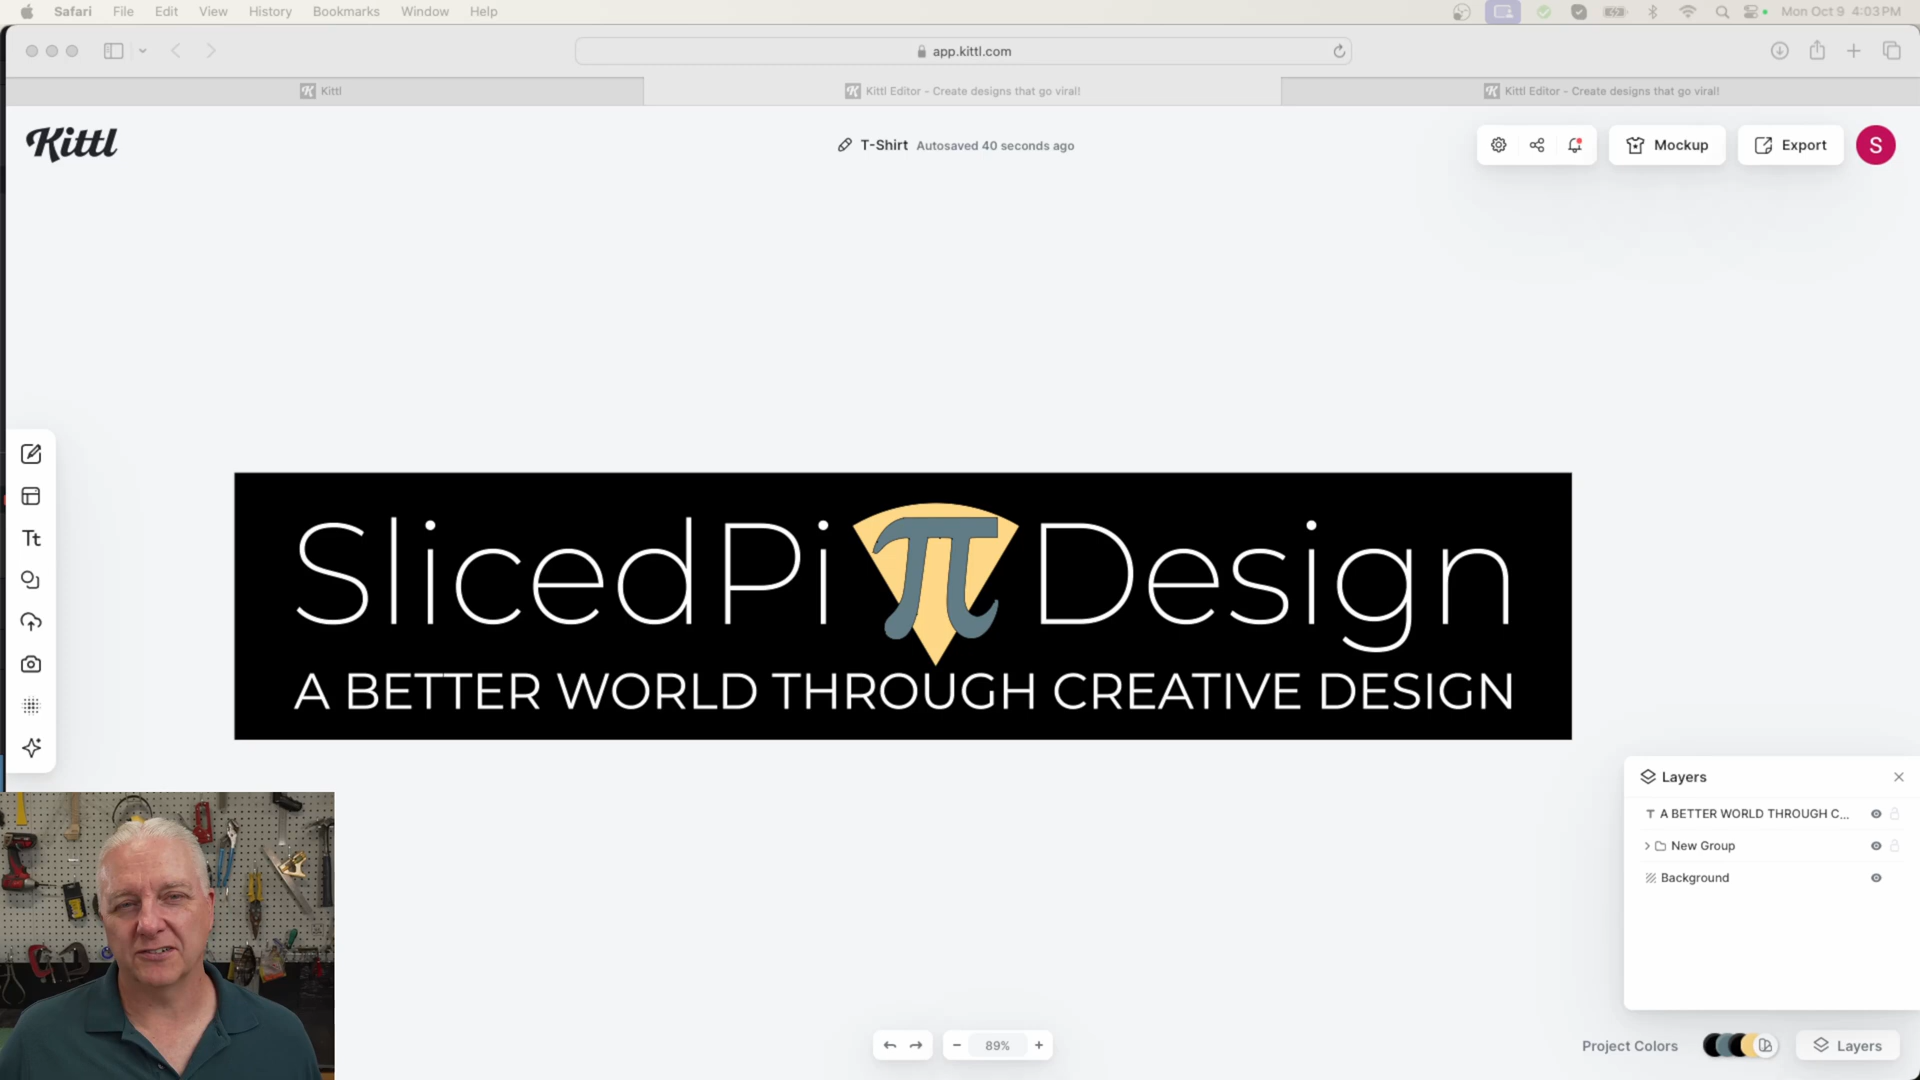 Safari File Edit View History Bookmarks Window Help Mon Oct 9 4:03 PM
app.kittl.com
Kittl
Kittl Editor - Create designs that go viral!
Kittl Editor - Create designs that go viral!
Kittl
T-Shirt Autosaved 40 seconds ago
Mockup
Export
S
Tt
SlicedPi π Design
A BETTER WORLD THROUGH CREATIVE DESIGN
Layers
T A BETTER WORLD THROUGH C...
New Group
Background
89%
Project Colors
Layers